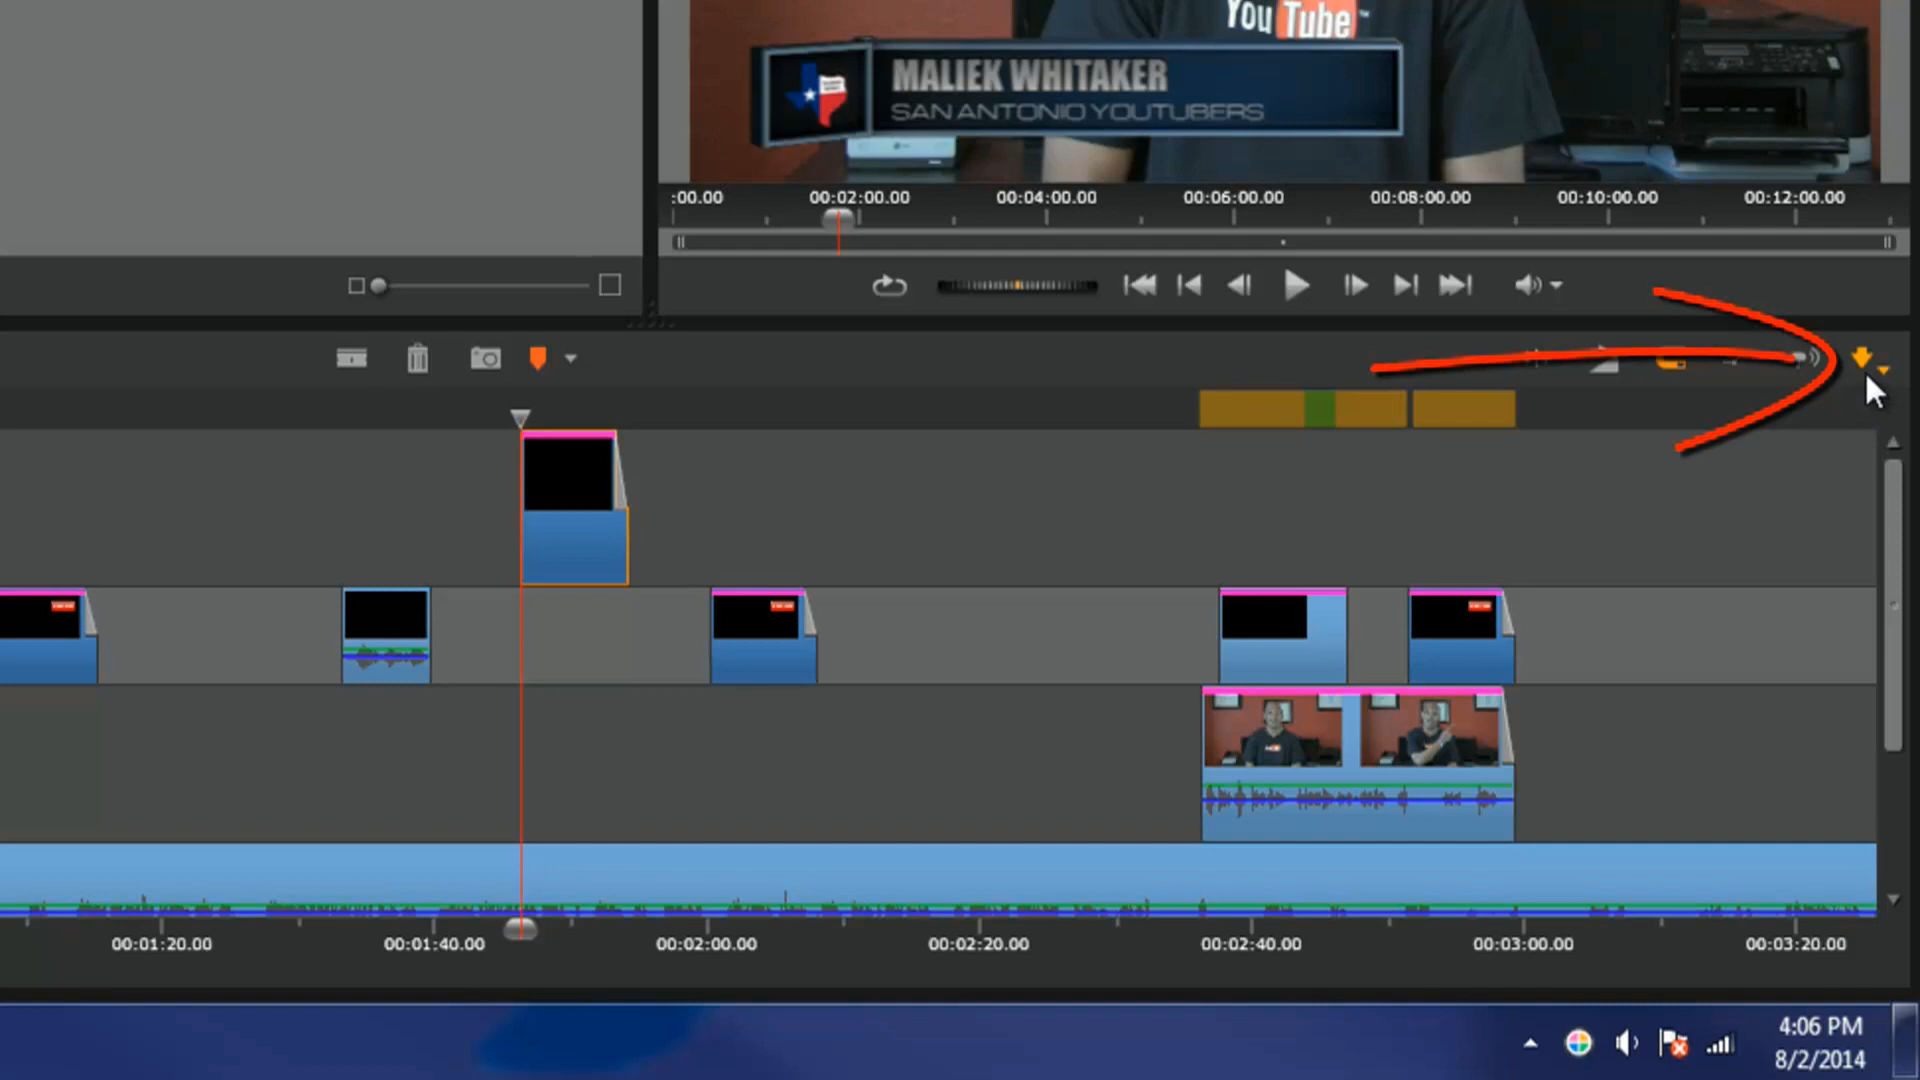 You Tube™
MALIEK WHITAKER
SAN ANTONIO YOUTUBERS
:00.00 00:02:00.00 00:04:00.00 00:06:00.00 00:08:00.00 00:10:00.00 00:12:00.00
00:01:20.00 00:01:40.00 00:02:00.00 00:02:20.00 00:02:40.00 00:03:00.00 00:03:20.00
4:06 PM
8/2/2014